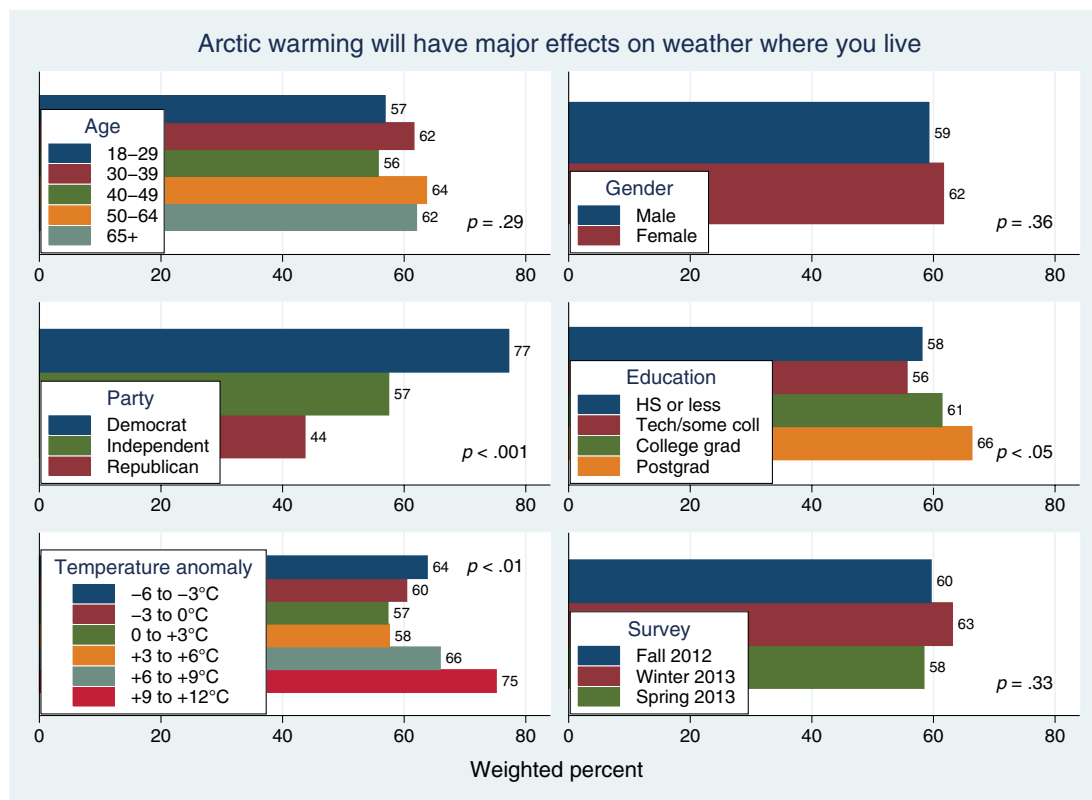 Arctic warming will have major effects on weather where you live
57
62
56
64
62
Age
18–29
30–39
40–49
50–64
65+
p = .29
0 20 40 60 80
59
62
Gender
Male
Female
p = .36
0 20 40 60 80
77
57
44
Party
Democrat
Independent
Republican
p < .001
0 20 40 60 80
58
56
61
66
Education
HS or less
Tech/some coll
College grad
Postgrad
p < .05
0 20 40 60 80
64
60
57
58
66
75
Temperature anomaly
−6 to −3°C
−3 to 0°C
0 to +3°C
+3 to +6°C
+6 to +9°C
+9 to +12°C
p < .01
0 20 40 60 80
60
63
58
Survey
Fall 2012
Winter 2013
Spring 2013
p = .33
0 20 40 60 80
Weighted percent